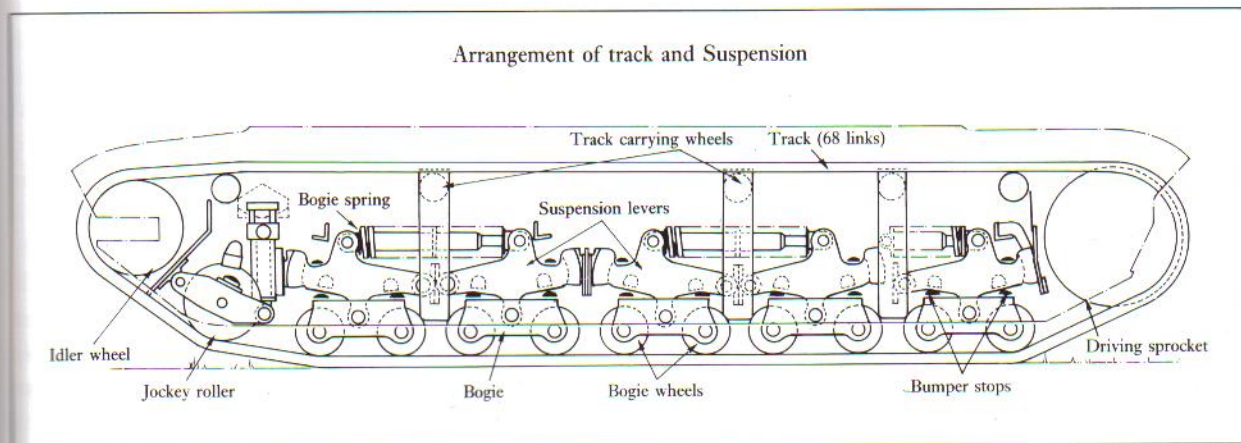 Arrangement of track and Suspension
Track carrying wheels
Track (68 links)
Bogie spring
Suspension levers
Idler wheel
Jockey roller
Bogie
Bogie wheels
Bumper stops
Driving sprocket